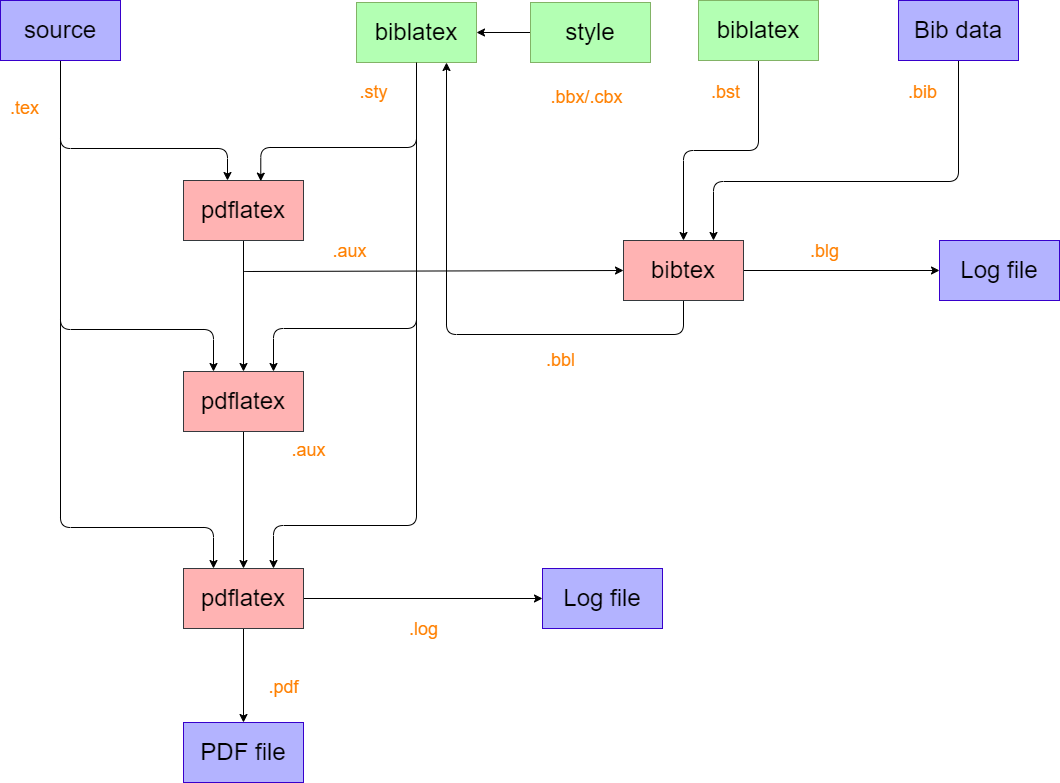 source
biblatex
style
biblatex
Bib data
.tex
.sty
.bbx/.cbx
.bst
.bib
pdflatex
.aux
bibtex
.blg
Log file
.bbl
pdflatex
.aux
pdflatex
Log file
.log
.pdf
PDF file